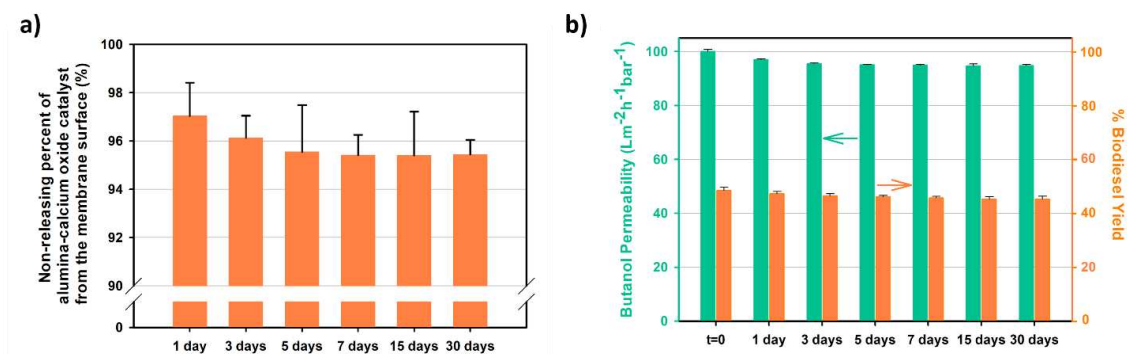 a)
Non-releasing percent of
alumina-calcium oxide catalyst
from the membrane surface (%)
100
98
96
94
92
90
0
1 day 3 days 5 days 7 days 15 days 30 days
b)
Butanol Permeability (Lm-2h-1bar-1)
100
80
60
40
20
0
t=0 1 day 3 days 5 days 7 days 15 days 30 days
100
80
60
40
20
0
% Biodiesel Yield